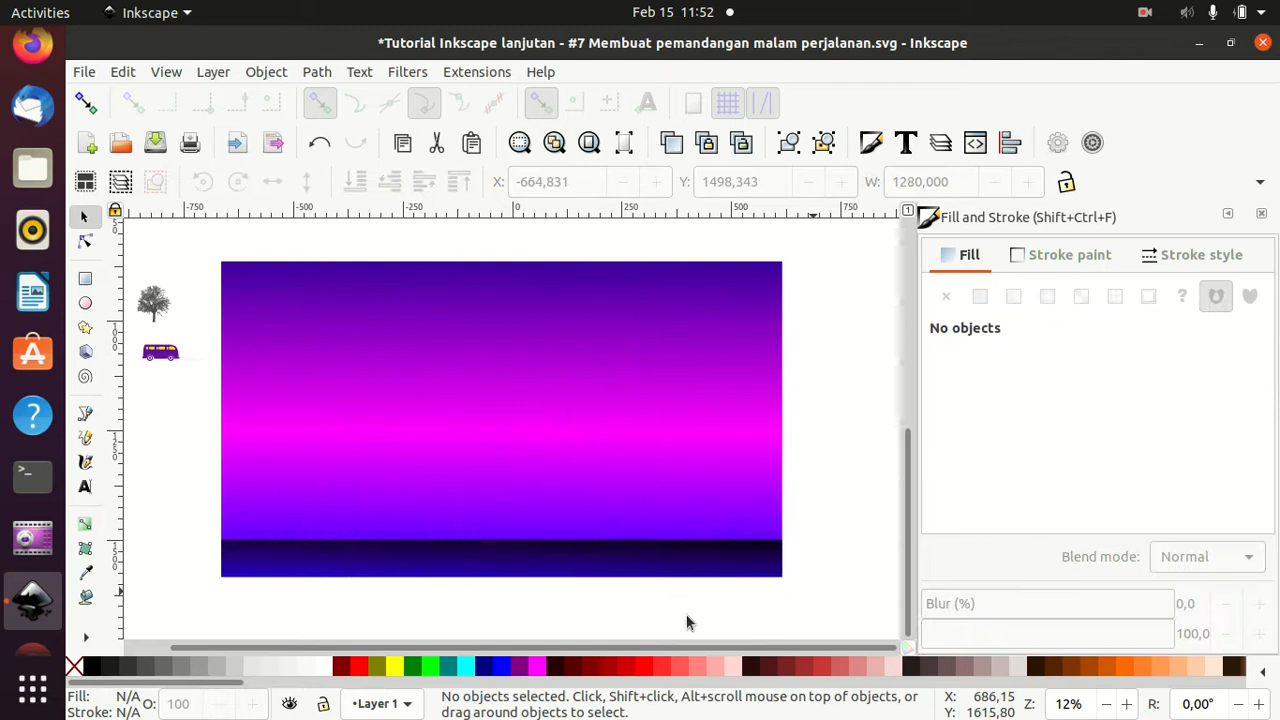 Activities
Inkscape
Feb 15 11:52
*Tutorial Inkscape lanjutan - #7 Membuat pemandangan malam perjalanan.svg - Inkscape
File Edit View Layer Object Path Text Filters Extensions Help
X: -664,831 Y: 1498,343 W: 1280,000
Fill and Stroke (Shift+Ctrl+F)
-750 -500 -250 0 250 500 750
1
Fill Stroke paint Stroke style
No objects
1000
1250
1500
Blend mode: Normal
Blur (%) 0,0
100,0
Fill: N/A
Stroke: N/A
O: 100
•Layer 1
No objects selected. Click, Shift+click, Alt+scroll mouse on top of objects, or
drag around objects to select.
X: 686,15
Y: 1615,80
Z: 12%
R: 0,00°